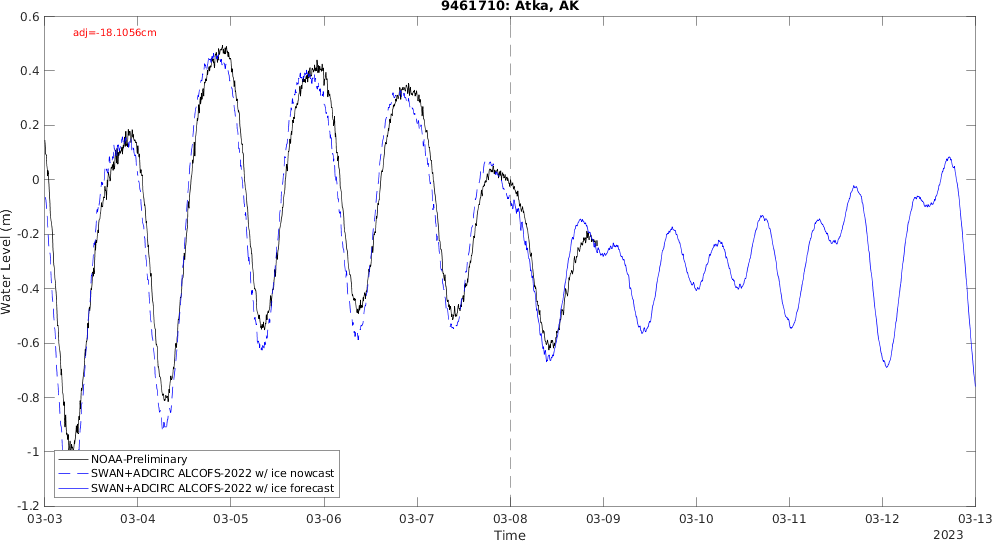 9461710: Atka, AK
adj=-18.1056cm
0.6
0.4
0.2
0
-0.2
-0.4
-0.6
-0.8
-1
-1.2
Water Level (m)
NOAA-Preliminary
SWAN+ADCIRC ALCOFS-2022 w/ ice nowcast
SWAN+ADCIRC ALCOFS-2022 w/ ice forecast
03-03 03-04 03-05 03-06 03-07 03-08 03-09 03-10 03-11 03-12 03-13
Time
2023